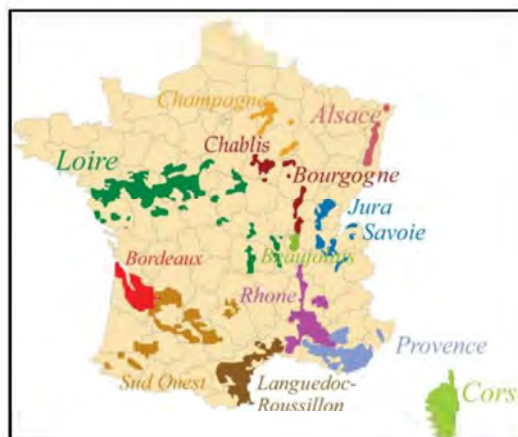 Champagne
Alsace
Chablis
Loire
Bourgogne
Jura
Savoie
Beaujolais
Bordeaux
Rhone
Provence
Sud Ouest
Languedoc-
Roussillon
Cors